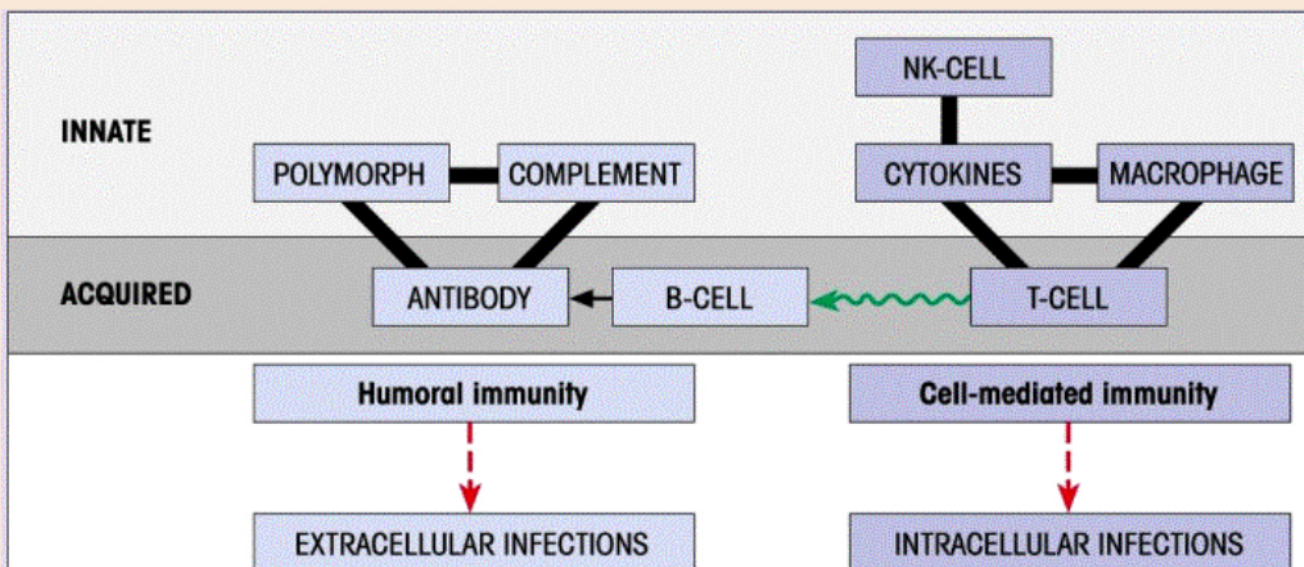 NK-CELL
INNATE
POLYMORPH
COMPLEMENT
CYTOKINES
MACROPHAGE
ACQUIRED
ANTIBODY
B-CELL
T-CELL
Humoral immunity
Cell-mediated immunity
EXTRACELLULAR INFECTIONS
INTRACELLULAR INFECTIONS